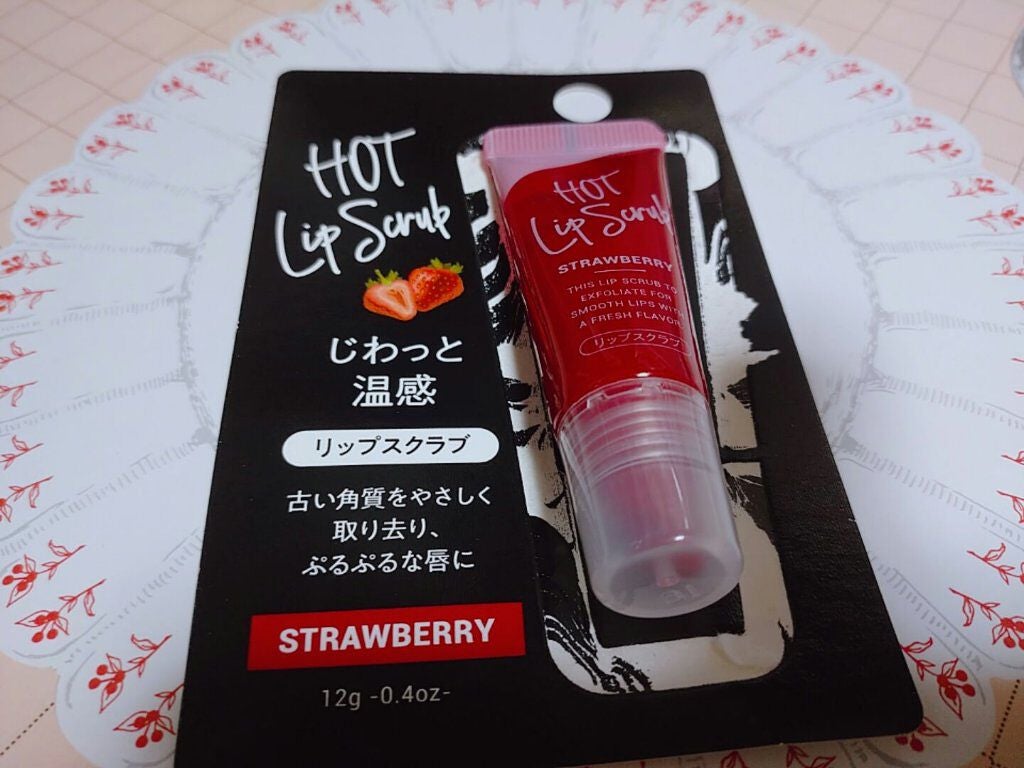 HOT
Lip Scrub
じわっと
温感
リップスクラブ
古い角質をやさしく
取り去り、
ぷるぷるな唇に
STRAWBERRY
12g -0.4oz-
HOT
Lip Scrub
STRAWBERRY
THIS LIP SCRUB TO
EXFOLIATE FOR
SMOOTH LIPS WITH
A FRESH FLAVOR
リップスクラブ